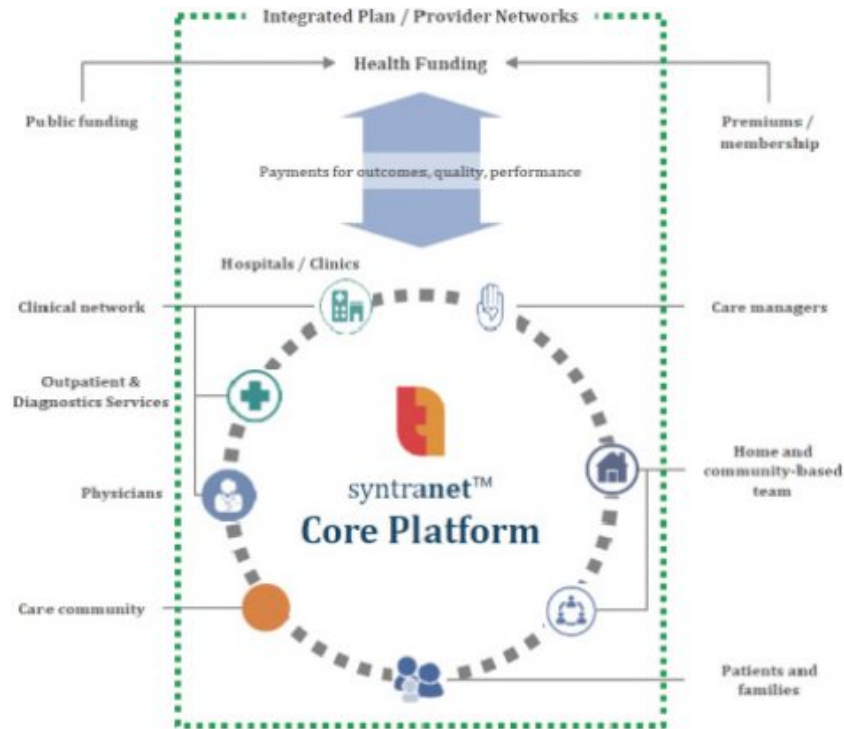 Integrated Plan / Provider Networks
Health Funding
Public funding
Premiums /
membership
Payments for outcomes, quality, performance
Hospitals / Clinics
Clinical network
Care managers
Outpatient &
Diagnostics Services
Home and
community-based
team
Physicians
syntranet™
Core Platform
Care community
Patients and
families